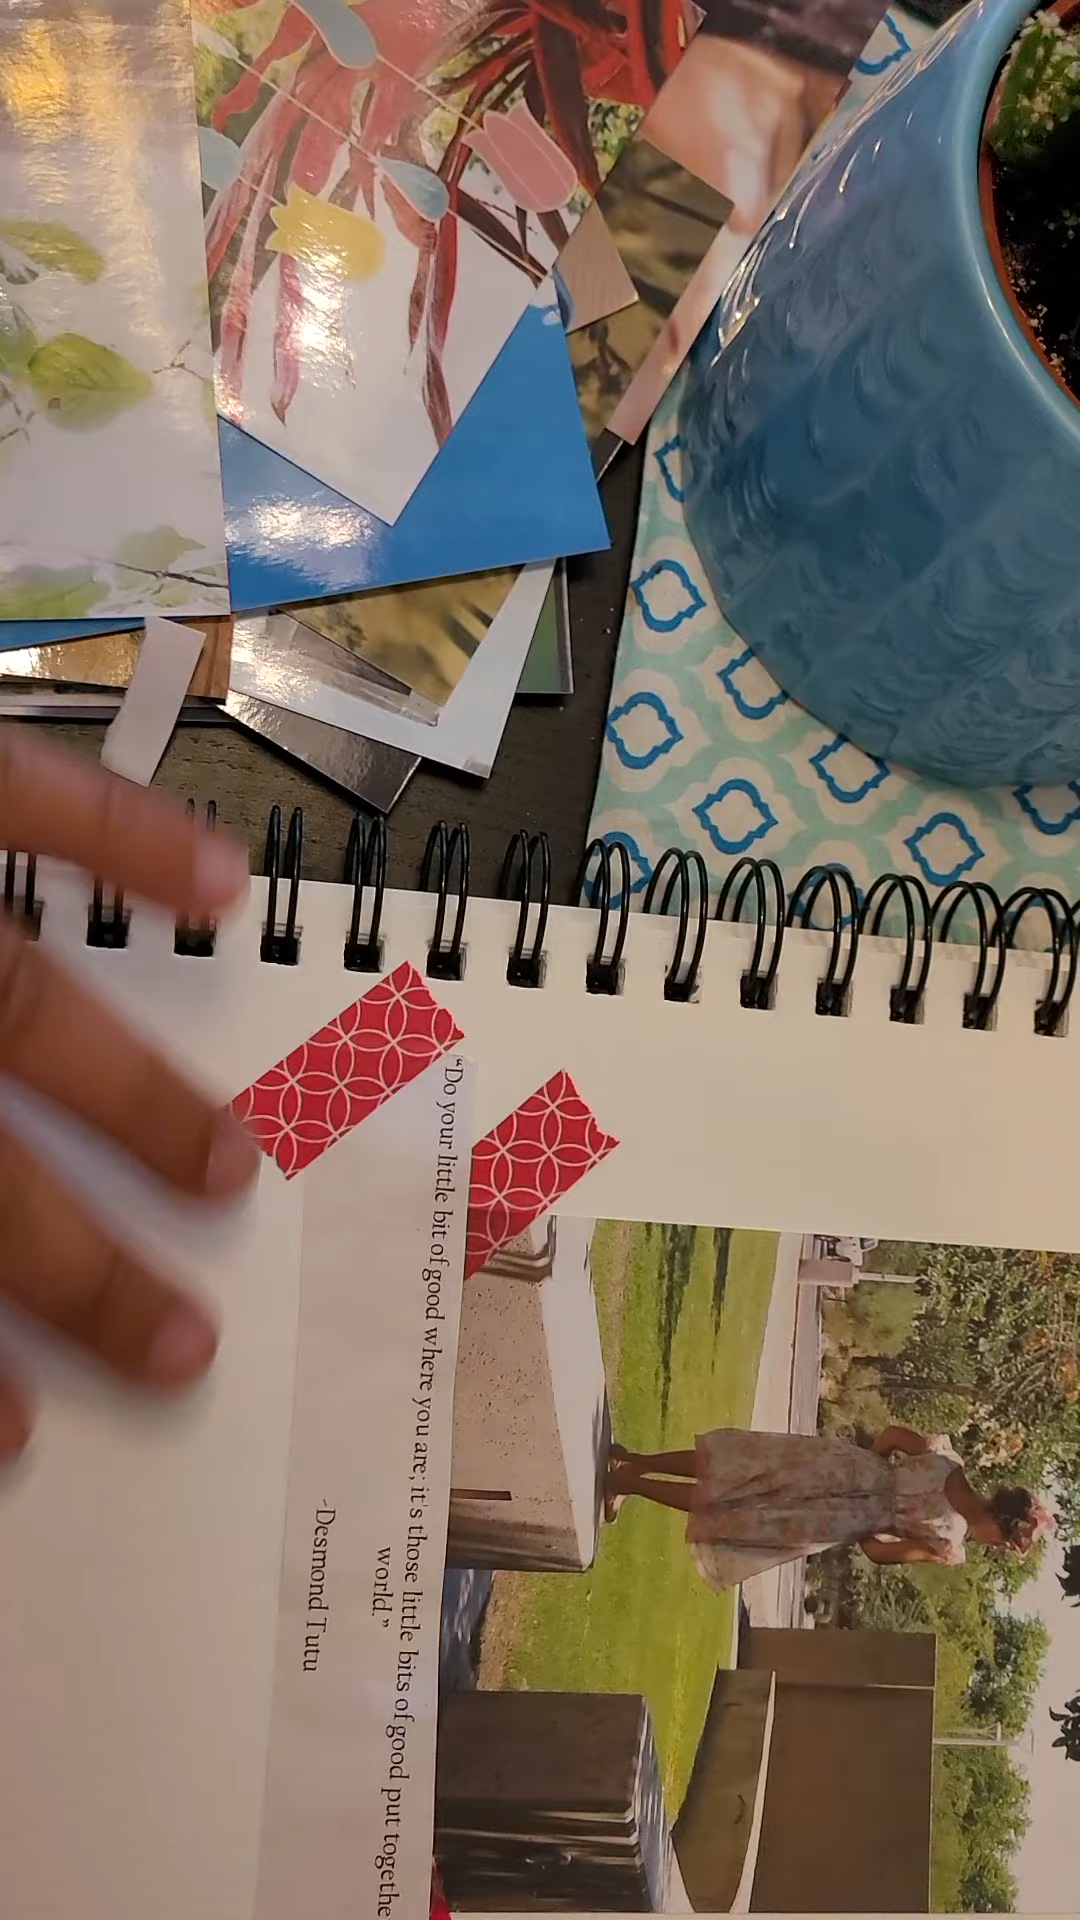 “Do your little bit of good where you are; it's those little bits of good put togethe
world.”
-Desmond Tutu